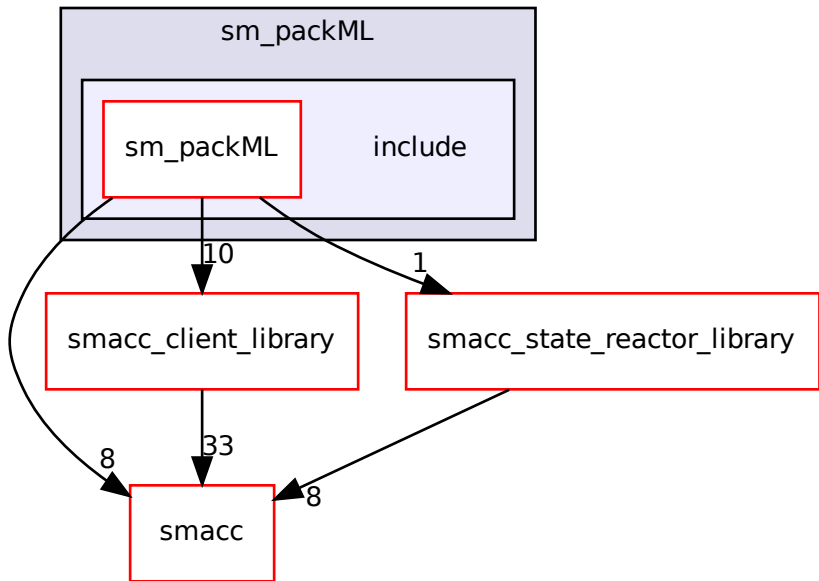 sm_packML
sm_packML
include
10
1
smacc_client_library
smacc_state_reactor_library
8
33
8
smacc